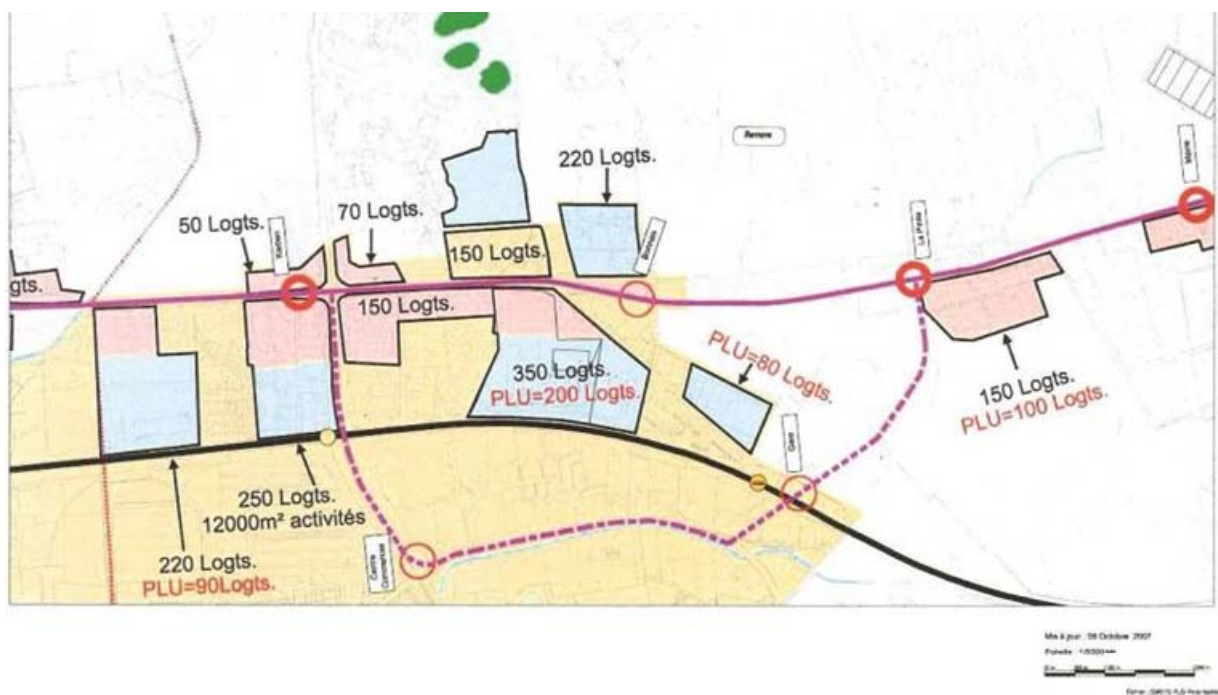 220 Logts.
70 Logts.
50 Logts.
150 Logts.
gts.
150 Logts.
350 Logts.
PLU=200 Logts.
PLU=80 Logts.
150 Logts.
PLU=100 Logts.
250 Logts.
12000m² activités
220 Logts.
PLU=90Logts.
Gare
Centre
Commercial
Mairie
Mis à jour : 08 Octobre 2007